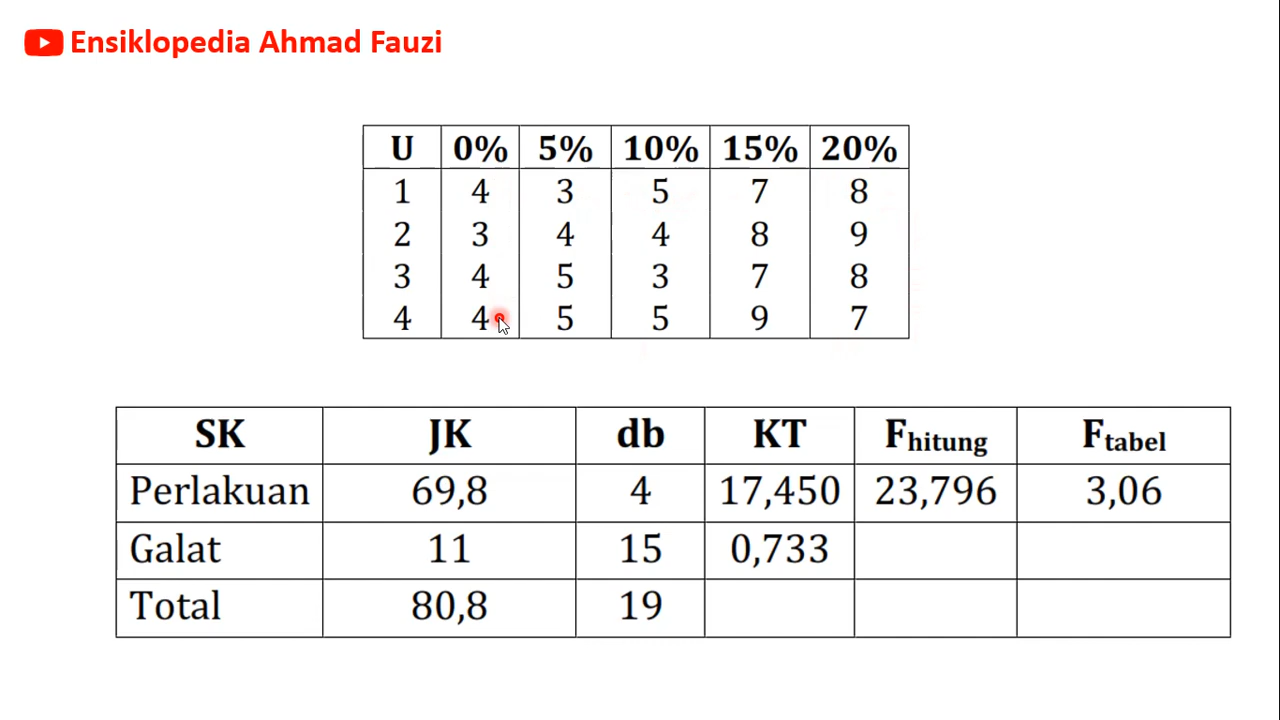 Ensiklopedia Ahmad Fauzi
U 0% 5% 10% 15% 20%
1 4 3 5 7 8
2 3 4 4 8 9
3 4 5 3 7 8
4 4 5 5 9 7
SK JK db KT Fhitung Ftabel
Perlakuan 69,8 4 17,450 23,796 3,06
Galat 11 15 0,733
Total 80,8 19